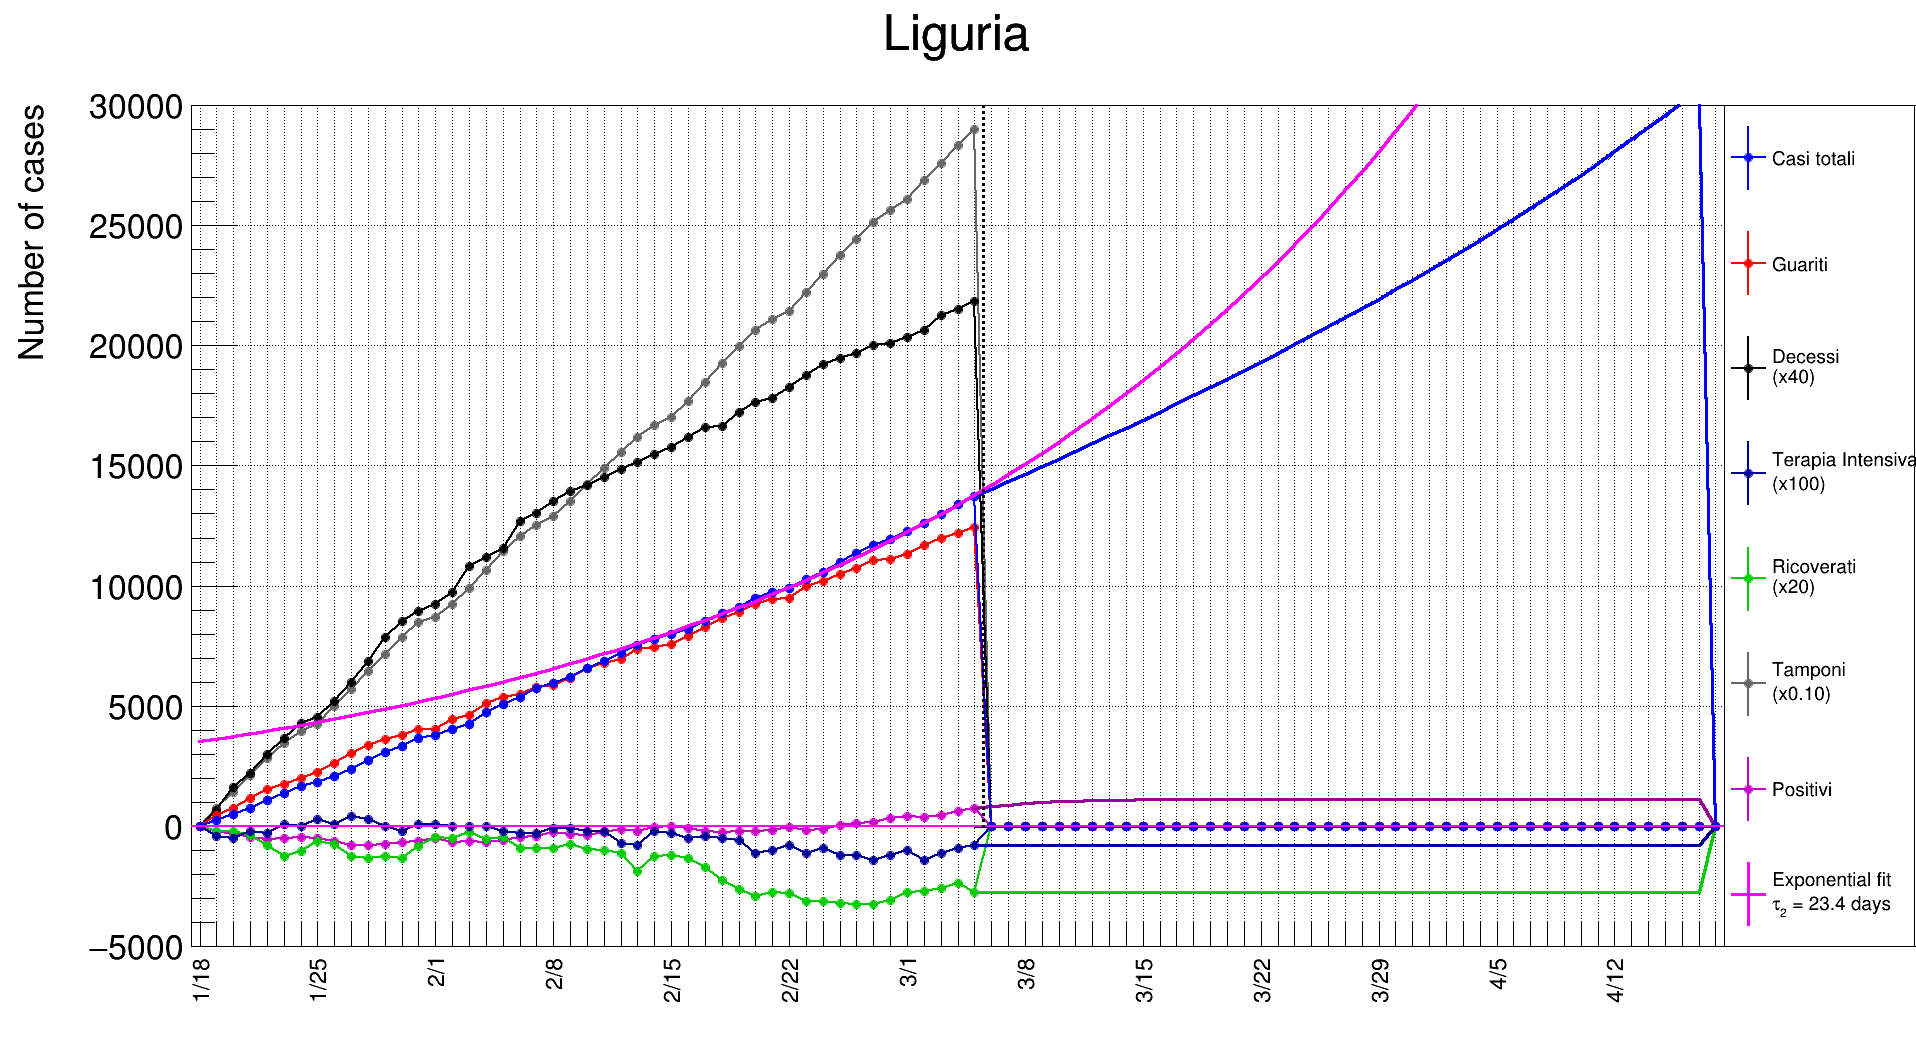 Liguria
Number of cases
30000
25000
20000
15000
10000
5000
0
−5000
1/18
1/25
2/1
2/8
2/15
2/22
3/1
3/8
3/15
3/22
3/29
4/5
4/12
Casi totali
Guariti
Decessi
(x40)
Terapia Intensiva
(x100)
Ricoverati
(x20)
Tamponi
(x0.10)
Positivi
Exponential fit
τ2 = 23.4 days